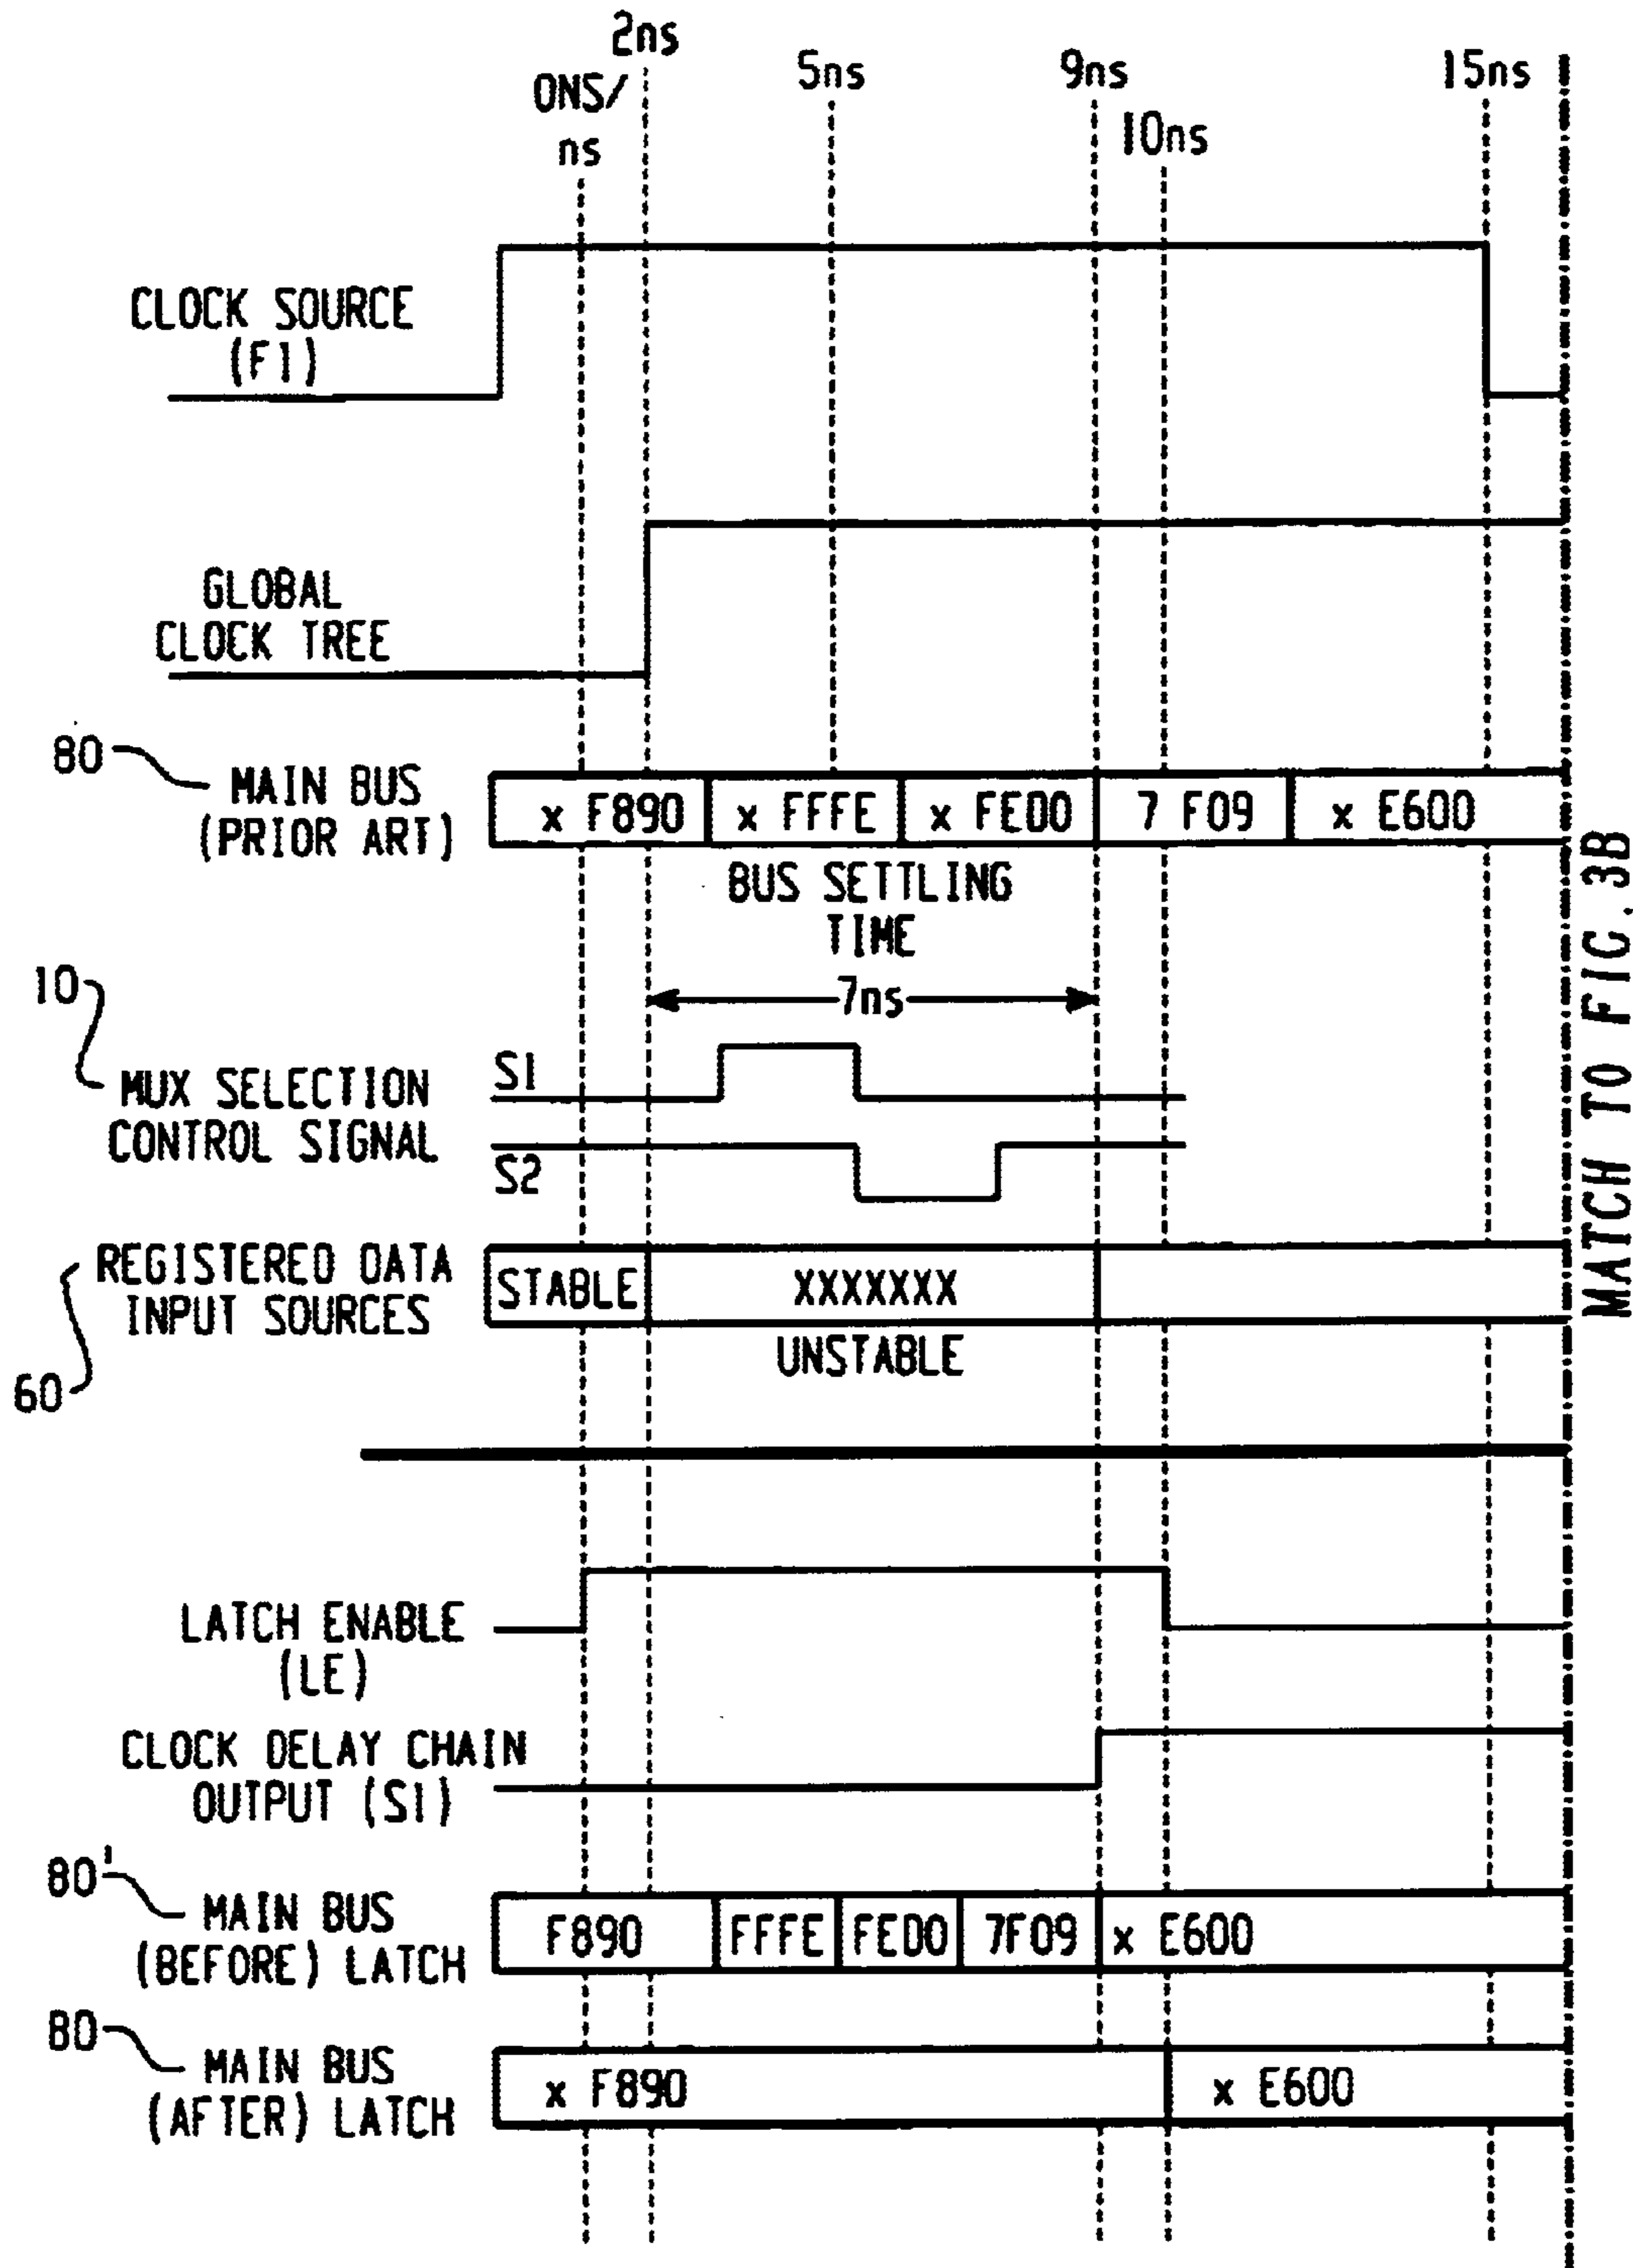 2ns
0NS/
ns
5ns
9ns
10ns
15ns
CLOCK SOURCE
(F1)
GLOBAL
CLOCK TREE
80
MAIN BUS
(PRIOR ART)
x F890
x FFFE
x FED0
7 F09
x E600
BUS SETTLING
TIME
7ns
10
MUX SELECTION
CONTROL SIGNAL
S1
S2
REGISTERED DATA
INPUT SOURCES
60
STABLE
XXXXXXX
UNSTABLE
LATCH ENABLE
(LE)
CLOCK DELAY CHAIN
OUTPUT (S1)
80'
MAIN BUS
(BEFORE) LATCH
F890
FFFE
FED0
7F09
x E600
80
MAIN BUS
(AFTER) LATCH
x F890
x E600
MATCH TO FIG. 3B